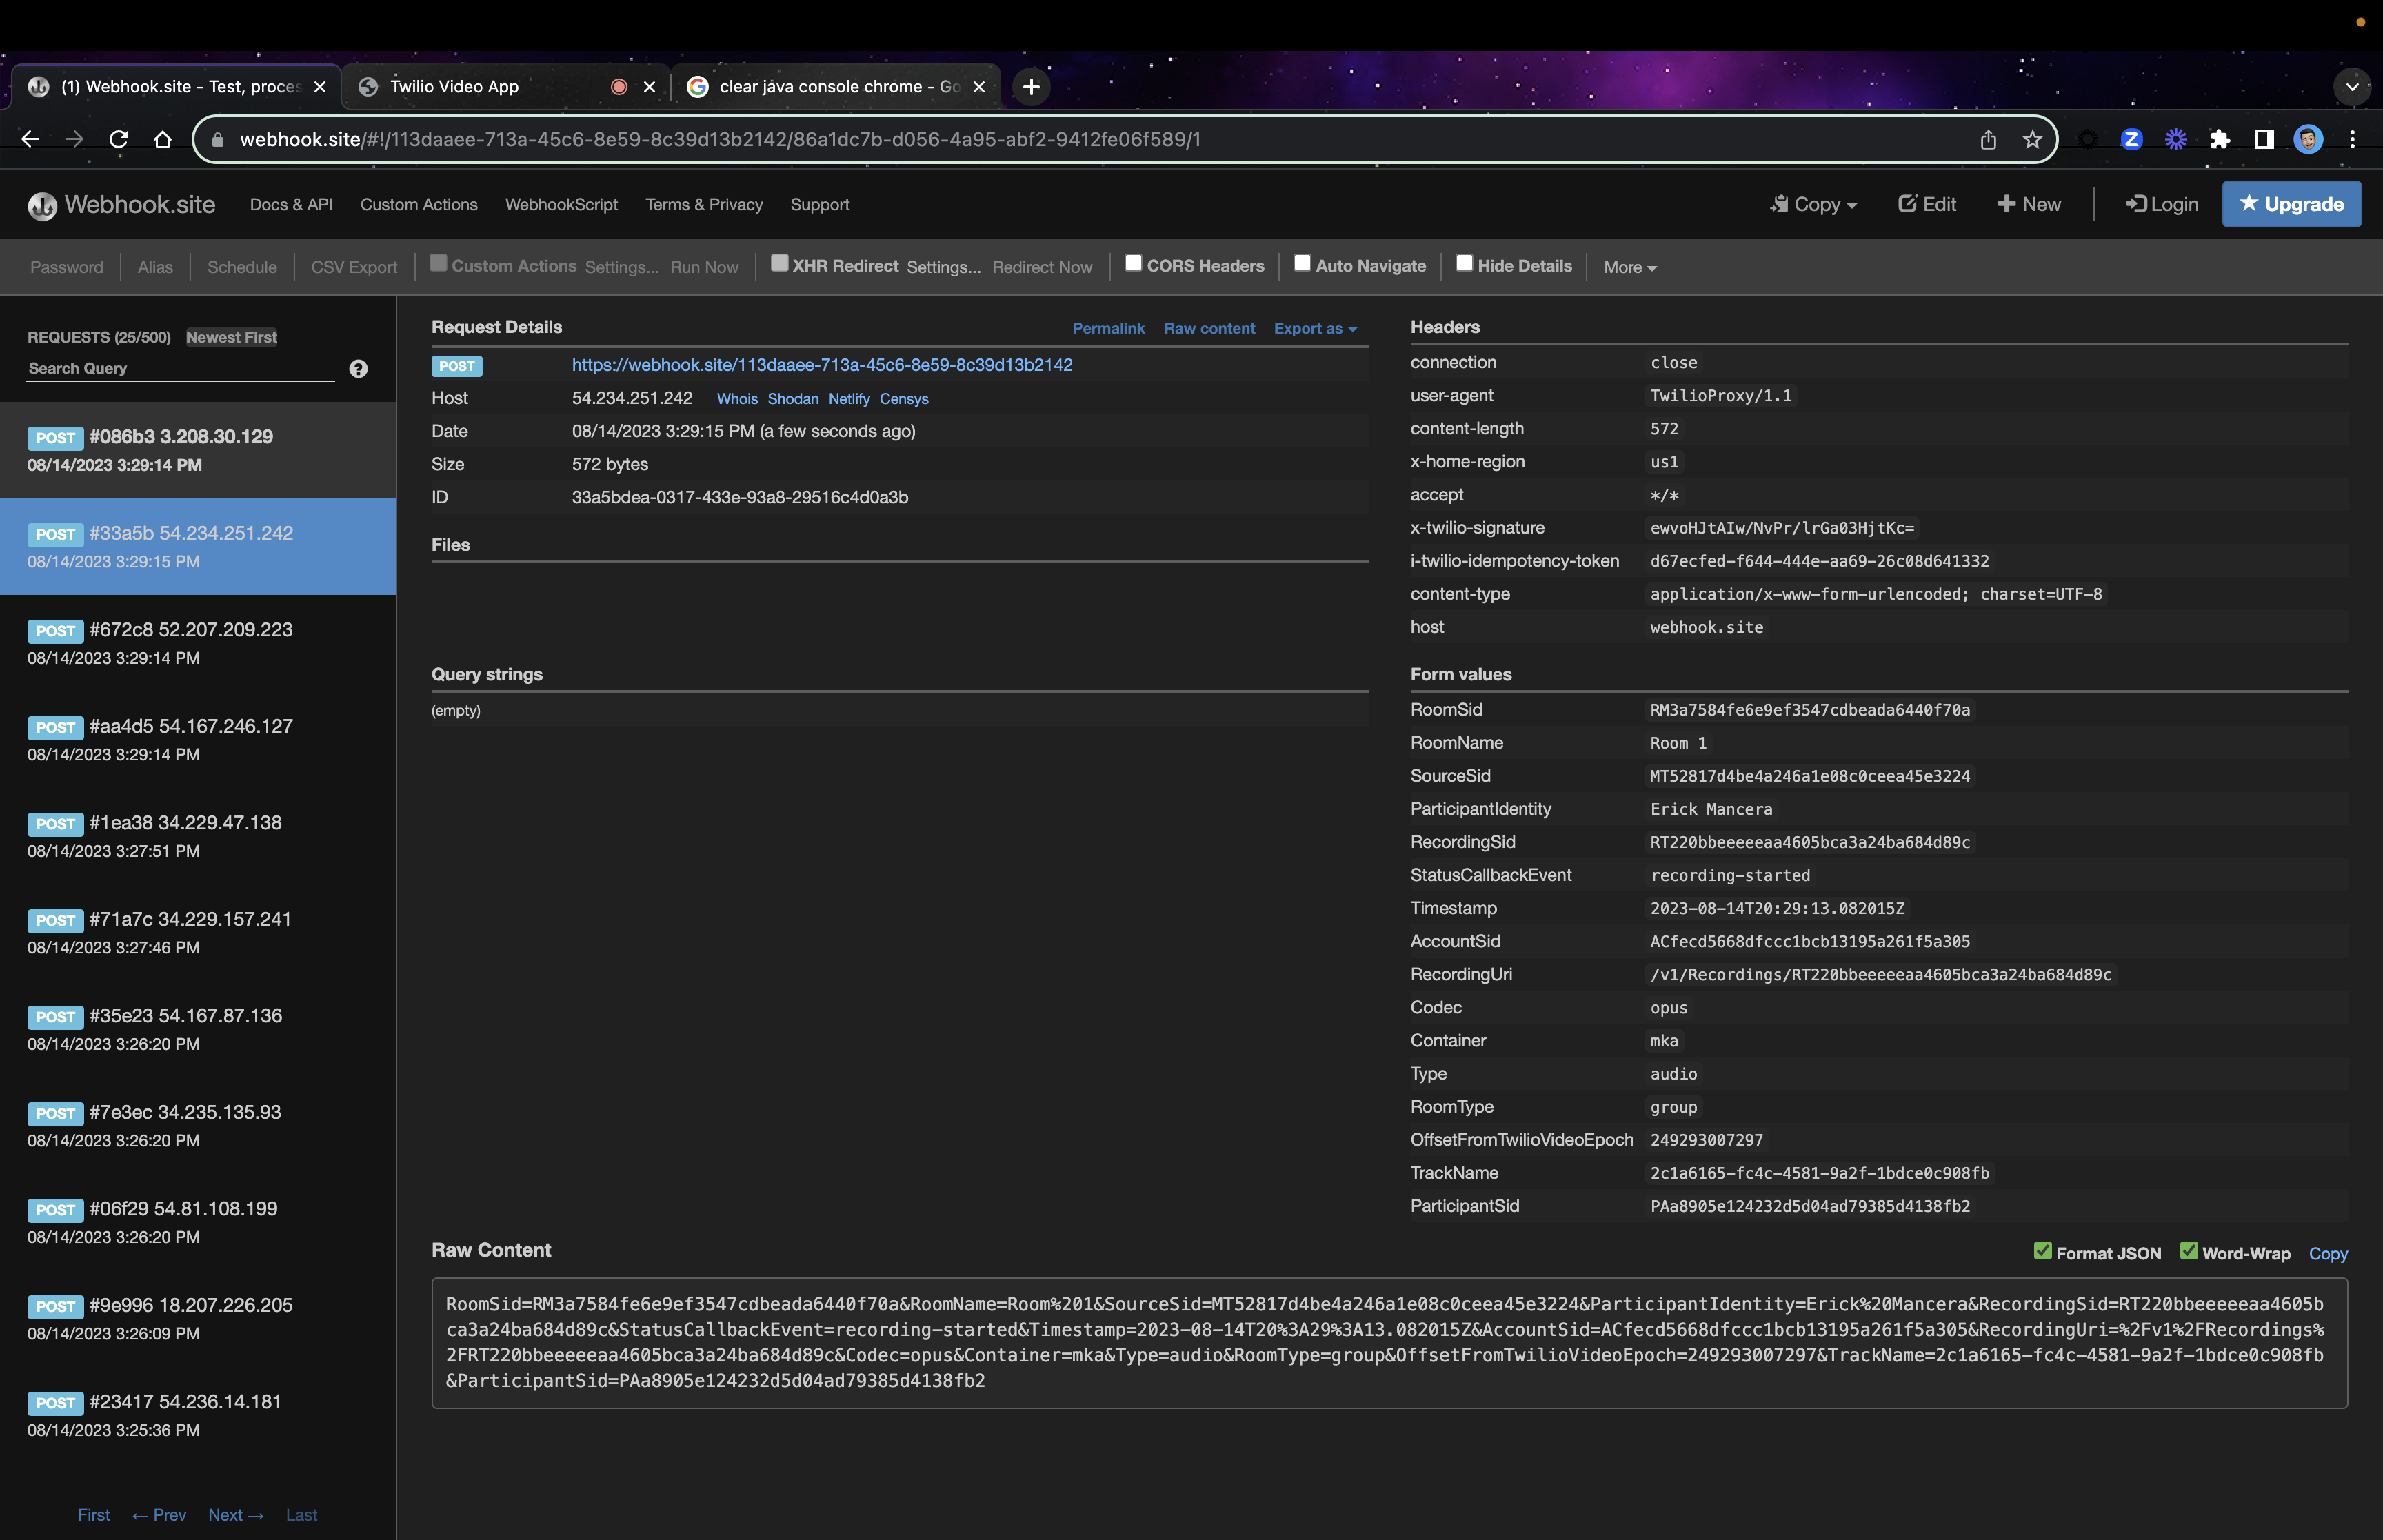 (1) Webhook.site - Test, proces
Twilio Video App
clear java console chrome - Go
webhook.site/#!/113daaee-713a-45c6-8e59-8c39d13b2142/86a1dc7b-d056-4a95-abf2-9412fe06f589/1
Webhook.site Docs & API Custom Actions WebhookScript Terms & Privacy Support Copy Edit New Login Upgrade
Password Alias Schedule CSV Export Custom Actions Settings... Run Now XHR Redirect Settings... Redirect Now CORS Headers Auto Navigate Hide Details More
REQUESTS (25/500) Newest First
Search Query
POST #086b3 3.208.30.129
08/14/2023 3:29:14 PM
POST #33a5b 54.234.251.242
08/14/2023 3:29:15 PM
POST #672c8 52.207.209.223
08/14/2023 3:29:14 PM
POST #aa4d5 54.167.246.127
08/14/2023 3:29:14 PM
POST #1ea38 34.229.47.138
08/14/2023 3:27:51 PM
POST #71a7c 34.229.157.241
08/14/2023 3:27:46 PM
POST #35e23 54.167.87.136
08/14/2023 3:26:20 PM
POST #7e3ec 34.235.135.93
08/14/2023 3:26:20 PM
POST #06f29 54.81.108.199
08/14/2023 3:26:20 PM
POST #9e996 18.207.226.205
08/14/2023 3:26:09 PM
POST #23417 54.236.14.181
08/14/2023 3:25:36 PM
First ← Prev Next → Last
Request Details Permalink Raw content Export as
POST https://webhook.site/113daaee-713a-45c6-8e59-8c39d13b2142
Host 54.234.251.242 Whois Shodan Netlify Censys
Date 08/14/2023 3:29:15 PM (a few seconds ago)
Size 572 bytes
ID 33a5bdea-0317-433e-93a8-29516c4d0a3b
Files
Query strings
(empty)
Headers
connection close
user-agent TwilioProxy/1.1
content-length 572
x-home-region us1
accept */*
x-twilio-signature ewvoHJtAIw/NvPr/lrGa03HjtKc=
i-twilio-idempotency-token d67ecfed-f644-444e-aa69-26c08d641332
content-type application/x-www-form-urlencoded; charset=UTF-8
host webhook.site
Form values
RoomSid RM3a7584fe6e9ef3547cdbeada6440f70a
RoomName Room 1
SourceSid MT52817d4be4a246a1e08c0ceea45e3224
ParticipantIdentity Erick Mancera
RecordingSid RT220bbeeeeeaa4605bca3a24ba684d89c
StatusCallbackEvent recording-started
Timestamp 2023-08-14T20:29:13.082015Z
AccountSid ACfecd5668dfccc1bcb13195a261f5a305
RecordingUri /v1/Recordings/RT220bbeeeeeaa4605bca3a24ba684d89c
Codec opus
Container mka
Type audio
RoomType group
OffsetFromTwilioVideoEpoch 249293007297
TrackName 2c1a6165-fc4c-4581-9a2f-1bdce0c908fb
ParticipantSid PAa8905e124232d5d04ad79385d4138fb2
Raw Content Format JSON Word-Wrap Copy
RoomSid=RM3a7584fe6e9ef3547cdbeada6440f70a&RoomName=Room%201&SourceSid=MT52817d4be4a246a1e08c0ceea45e3224&ParticipantIdentity=Erick%20Mancera&RecordingSid=RT220bbeeeeeaa4605b
ca3a24ba684d89c&StatusCallbackEvent=recording-started&Timestamp=2023-08-14T20%3A29%3A13.082015Z&AccountSid=ACfecd5668dfccc1bcb13195a261f5a305&RecordingUri=%2Fv1%2FRecordings%
2FRT220bbeeeeeaa4605bca3a24ba684d89c&Codec=opus&Container=mka&Type=audio&RoomType=group&OffsetFromTwilioVideoEpoch=249293007297&TrackName=2c1a6165-fc4c-4581-9a2f-1bdce0c908fb
&ParticipantSid=PAa8905e124232d5d04ad79385d4138fb2